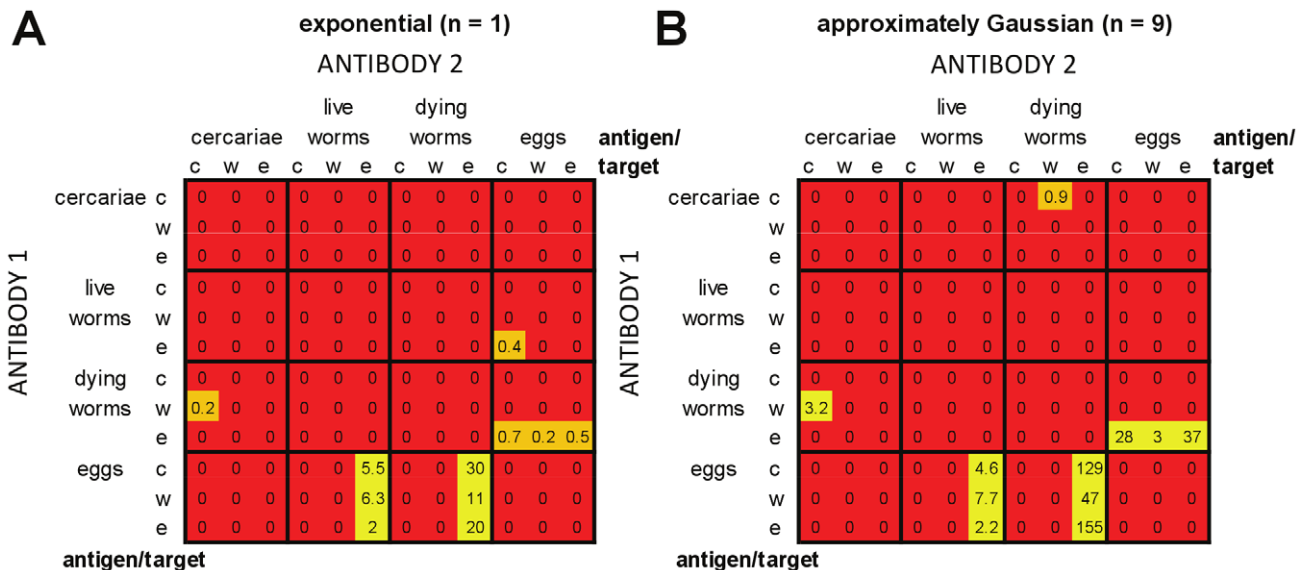 A
exponential (n = 1)
ANTIBODY 2
live dying
cercariae worms worms eggs antigen/
c w e c w e c w e c w e target
cercariae c 0 0 0 0 0 0 0 0 0 0 0 0
w 0 0 0 0 0 0 0 0 0 0 0 0
e 0 0 0 0 0 0 0 0 0 0 0 0
live c 0 0 0 0 0 0 0 0 0 0 0 0
worms w 0 0 0 0 0 0 0 0 0 0 0 0
e 0 0 0 0 0 0 0 0 0 0.4 0 0
dying c 0 0 0 0 0 0 0 0 0 0 0 0
worms w 0.2 0 0 0 0 0 0 0 0 0 0 0
e 0 0 0 0 0 0 0 0 0 0.7 0.2 0.5
eggs c 0 0 0 0 0 5.5 0 0 30 0 0 0
w 0 0 0 0 0 6.3 0 0 11 0 0 0
e 0 0 0 0 0 2 0 0 20 0 0 0
antigen/target
ANTIBODY 1
B
approximately Gaussian (n = 9)
ANTIBODY 2
live dying
cercariae worms worms eggs antigen/
c w e c w e c w e c w e target
cercariae c 0 0 0 0 0 0 0 0.9 0 0 0 0
w 0 0 0 0 0 0 0 0 0 0 0 0
e 0 0 0 0 0 0 0 0 0 0 0 0
live c 0 0 0 0 0 0 0 0 0 0 0 0
worms w 0 0 0 0 0 0 0 0 0 0 0 0
e 0 0 0 0 0 0 0 0 0 0 0 0
dying c 0 0 0 0 0 0 0 0 0 0 0 0
worms w 3.2 0 0 0 0 0 0 0 0 0 0 0
e 0 0 0 0 0 0 0 0 0 28 3 37
eggs c 0 0 0 0 0 4.6 0 0 129 0 0 0
w 0 0 0 0 0 7.7 0 0 47 0 0 0
e 0 0 0 0 0 2.2 0 0 155 0 0 0
antigen/target
ANTIBODY 1